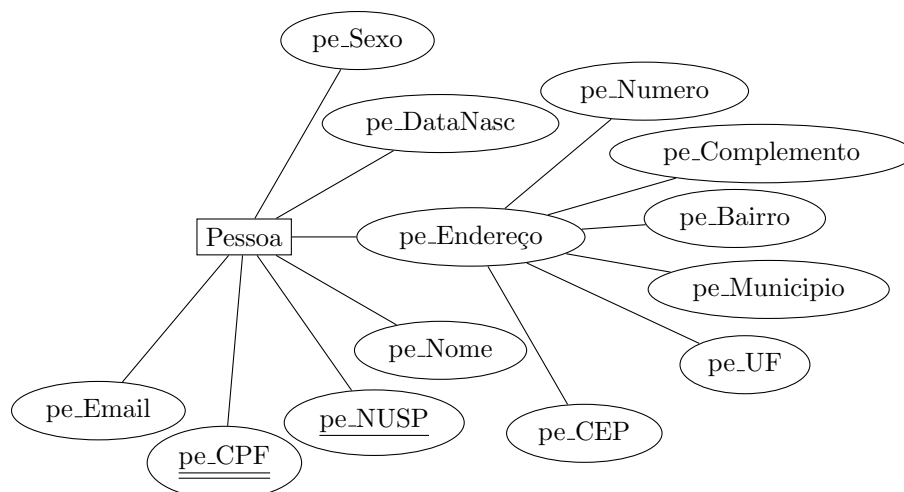 pe_Sexo
pe_Numero
pe_DataNasc
pe_Complemento
pe_Bairro
Pessoa
pe_Endereço
pe_Municipio
pe_Nome
pe_UF
pe_Email
pe_NUSP
pe_CEP
pe_CPF